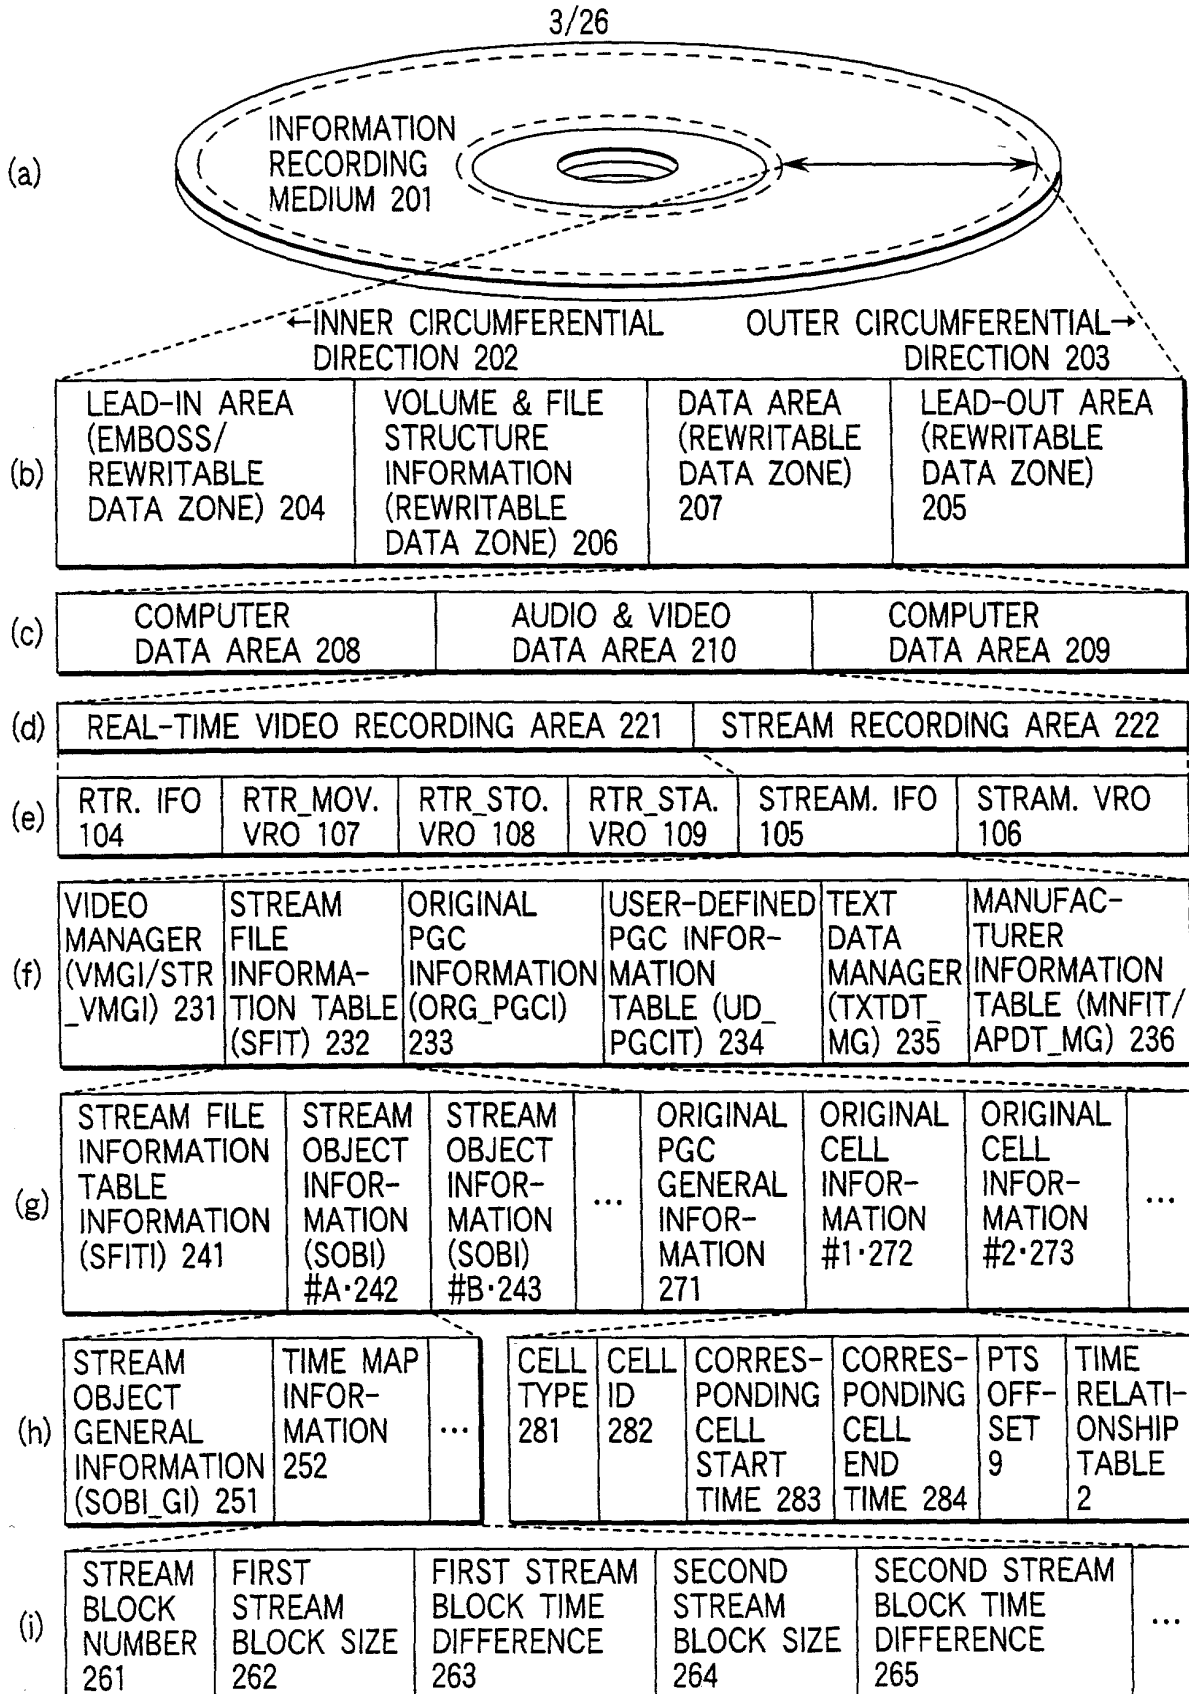 3/26
(a)
INFORMATION
RECORDING
MEDIUM 201
←INNER CIRCUMFERENTIAL
DIRECTION 202
OUTER CIRCUMFERENTIAL→
DIRECTION 203
(b)
LEAD-IN AREA
(EMBOSS/
REWRITABLE
DATA ZONE) 204
VOLUME & FILE
STRUCTURE
INFORMATION
(REWRITABLE
DATA ZONE) 206
DATA AREA
(REWRITABLE
DATA ZONE)
207
LEAD-OUT AREA
(REWRITABLE
DATA ZONE)
205
(c)
COMPUTER
DATA AREA 208
AUDIO & VIDEO
DATA AREA 210
COMPUTER
DATA AREA 209
(d)
REAL-TIME VIDEO RECORDING AREA 221
STREAM RECORDING AREA 222
(e)
RTR. IFO
104
RTR_MOV.
VRO 107
RTR_STO.
VRO 108
RTR_STA.
VRO 109
STREAM. IFO
105
STRAM. VRO
106
(f)
VIDEO
MANAGER
(VMGI/STR
_VMGI) 231
STREAM
FILE
INFORMA-
TION TABLE
(SFIT) 232
ORIGINAL
PGC
INFORMATION
(ORG_PGCI)
233
USER-DEFINED
PGC INFOR-
MATION
TABLE (UD_
PGCIT) 234
TEXT
DATA
MANAGER
(TXTDT_
MG) 235
MANUFAC-
TURER
INFORMATION
TABLE (MNFIT/
APDT_MG) 236
(g)
STREAM FILE
INFORMATION
TABLE
INFORMATION
(SFITI) 241
STREAM
OBJECT
INFOR-
MATION
(SOBI)
#A·242
STREAM
OBJECT
INFOR-
MATION
(SOBI)
#B·243
...
ORIGINAL
PGC
GENERAL
INFOR-
MATION
271
ORIGINAL
CELL
INFOR-
MATION
#1·272
ORIGINAL
CELL
INFOR-
MATION
#2·273
...
(h)
STREAM
OBJECT
GENERAL
INFORMATION
(SOBI_GI) 251
TIME MAP
INFOR-
MATION
252
...
CELL
TYPE
281
CELL
ID
282
CORRES-
PONDING
CELL
START
TIME 283
CORRES-
PONDING
CELL
END
TIME 284
PTS
OFF-
SET
9
TIME
RELATI-
ONSHIP
TABLE
2
(i)
STREAM
BLOCK
NUMBER
261
FIRST
STREAM
BLOCK SIZE
262
FIRST STREAM
BLOCK TIME
DIFFERENCE
263
SECOND
STREAM
BLOCK SIZE
264
SECOND STREAM
BLOCK TIME
DIFFERENCE
265
...